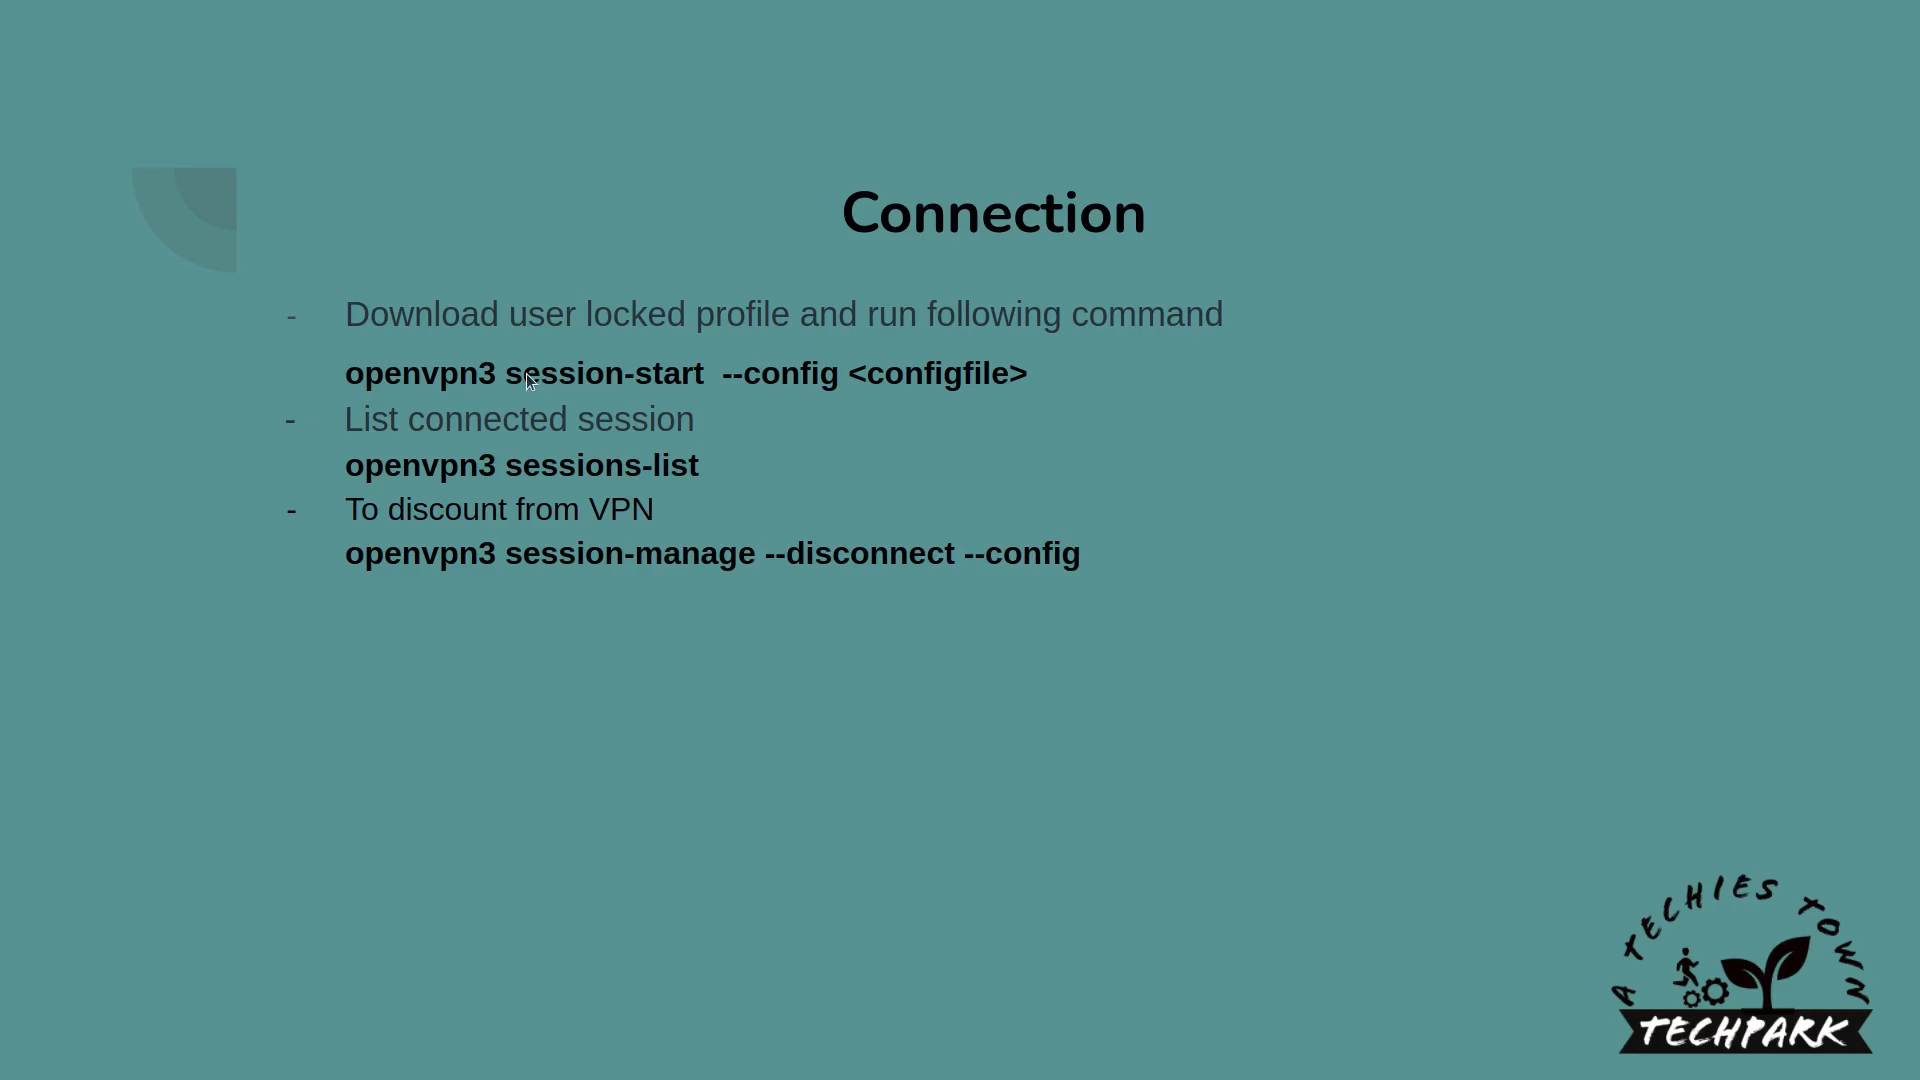 Connection
- Download user locked profile and run following command
openvpn3 session-start  --config <configfile>
- List connected session
openvpn3 sessions-list
- To discount from VPN
openvpn3 session-manage --disconnect --config
A TECHIES TOWN
TECHPARK